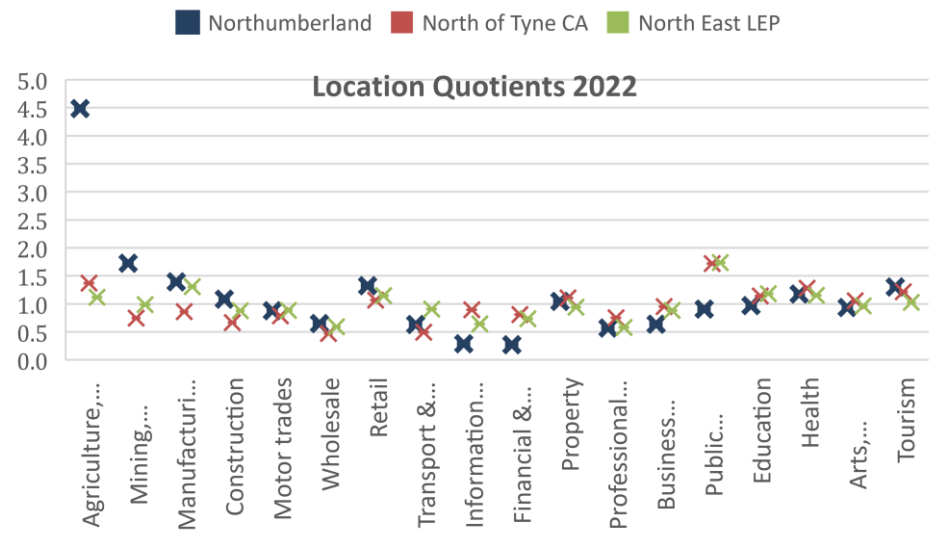 Northumberland North of Tyne CA North East LEP
Location Quotients 2022
5.0
4.5
4.0
3.5
3.0
2.5
2.0
1.5
1.0
0.5
0.0
Agriculture,...
Mining,...
Manufacturi...
Construction
Motor trades
Wholesale
Retail
Transport &...
Information...
Financial &...
Property
Professional...
Business...
Public...
Education
Health
Arts,...
Tourism